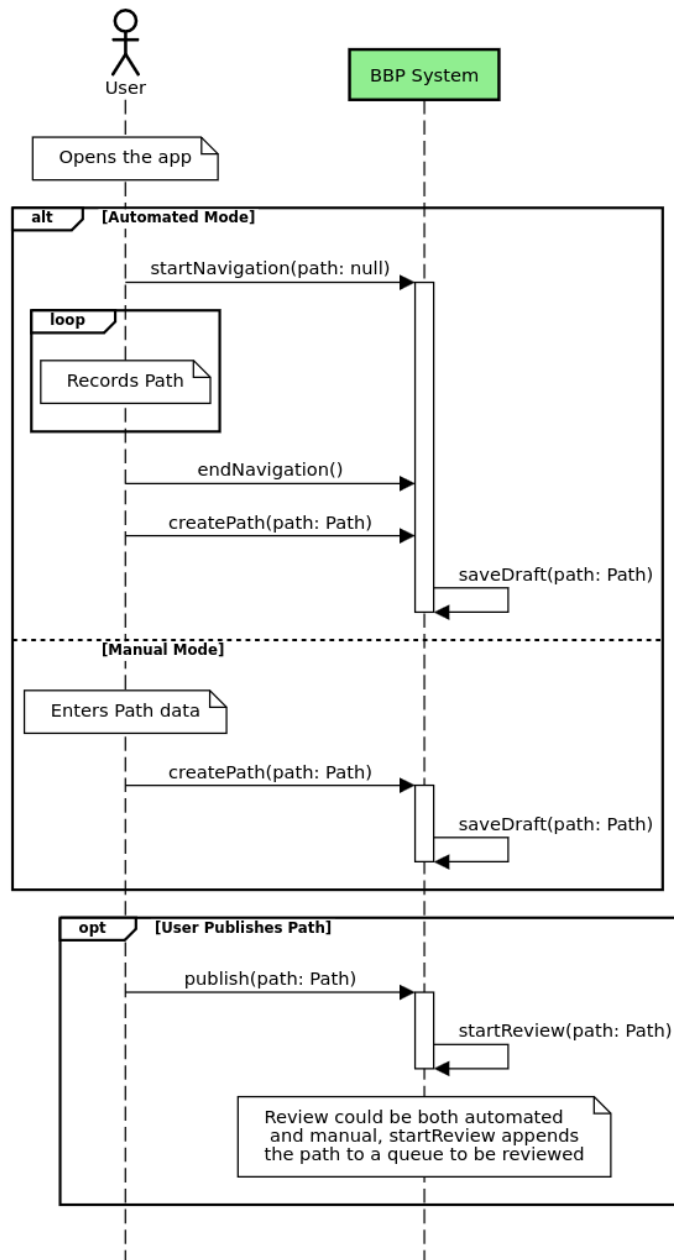 User
BBP System
Opens the app
alt [Automated Mode]
startNavigation(path: null)
loop
Records Path
endNavigation()
createPath(path: Path)
saveDraft(path: Path)
[Manual Mode]
Enters Path data
createPath(path: Path)
saveDraft(path: Path)
opt [User Publishes Path]
publish(path: Path)
startReview(path: Path)
Review could be both automated
and manual, startReview appends
the path to a queue to be reviewed